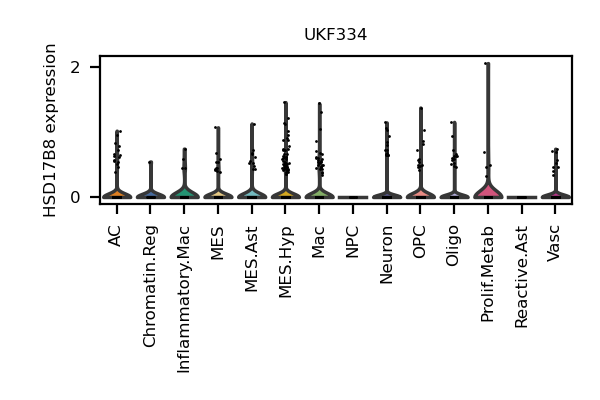 UKF334
HSD17B8 expression
2
0
AC
Chromatin.Reg
Inflammatory.Mac
MES
MES.Ast
MES.Hyp
Mac
NPC
Neuron
OPC
Oligo
Prolif.Metab
Reactive.Ast
Vasc